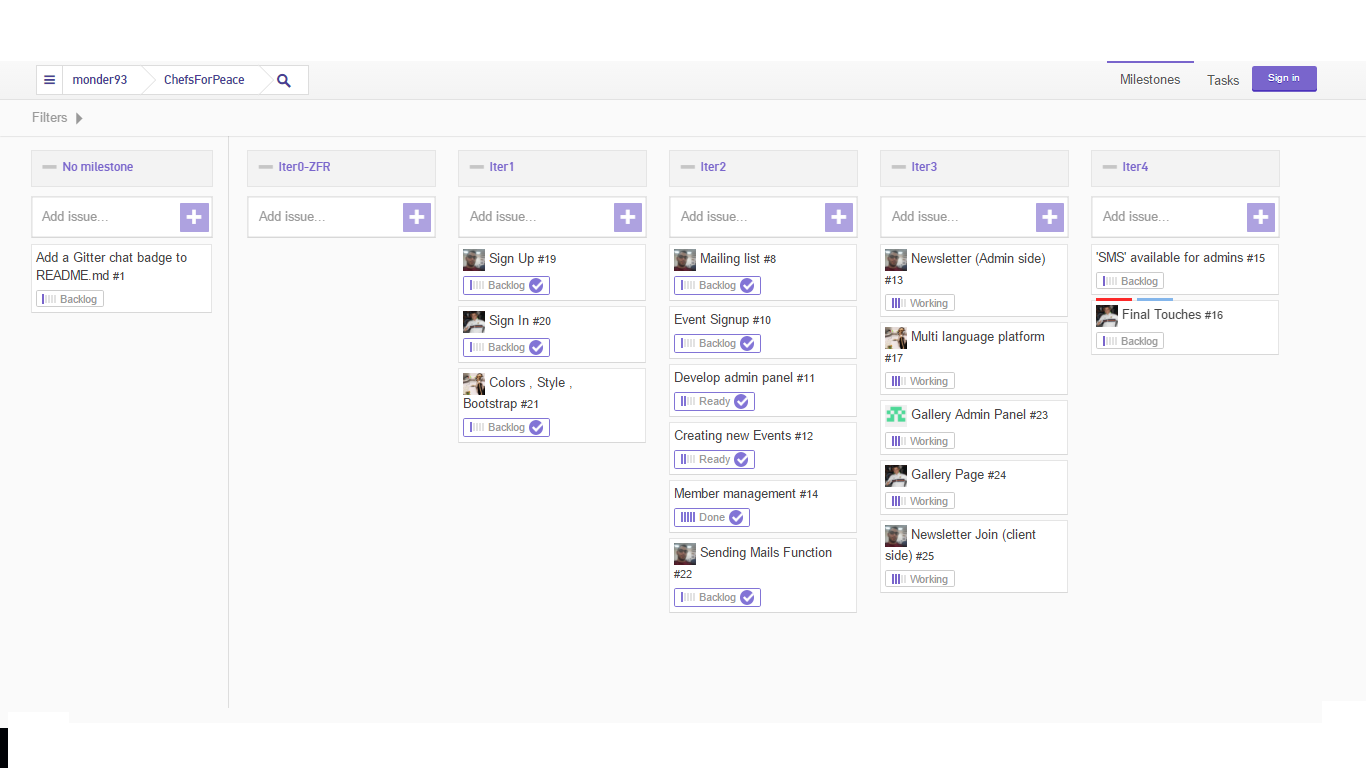 monder93 ChefsForPeace
Milestones Tasks Sign in
Filters
No milestone
Add issue...
Add a Gitter chat badge to
README.md #1
Backlog
Iter0-ZFR
Add issue...
Iter1
Add issue...
Sign Up #19
Backlog
Sign In #20
Backlog
Colors , Style ,
Bootstrap #21
Backlog
Iter2
Add issue...
Mailing list #8
Backlog
Event Signup #10
Backlog
Develop admin panel #11
Ready
Creating new Events #12
Ready
Member management #14
Done
Sending Mails Function
#22
Backlog
Iter3
Add issue...
Newsletter (Admin side)
#13
Working
Multi language platform
#17
Working
Gallery Admin Panel #23
Working
Gallery Page #24
Working
Newsletter Join (client
side) #25
Working
Iter4
Add issue...
'SMS' available for admins #15
Backlog
Final Touches #16
Backlog